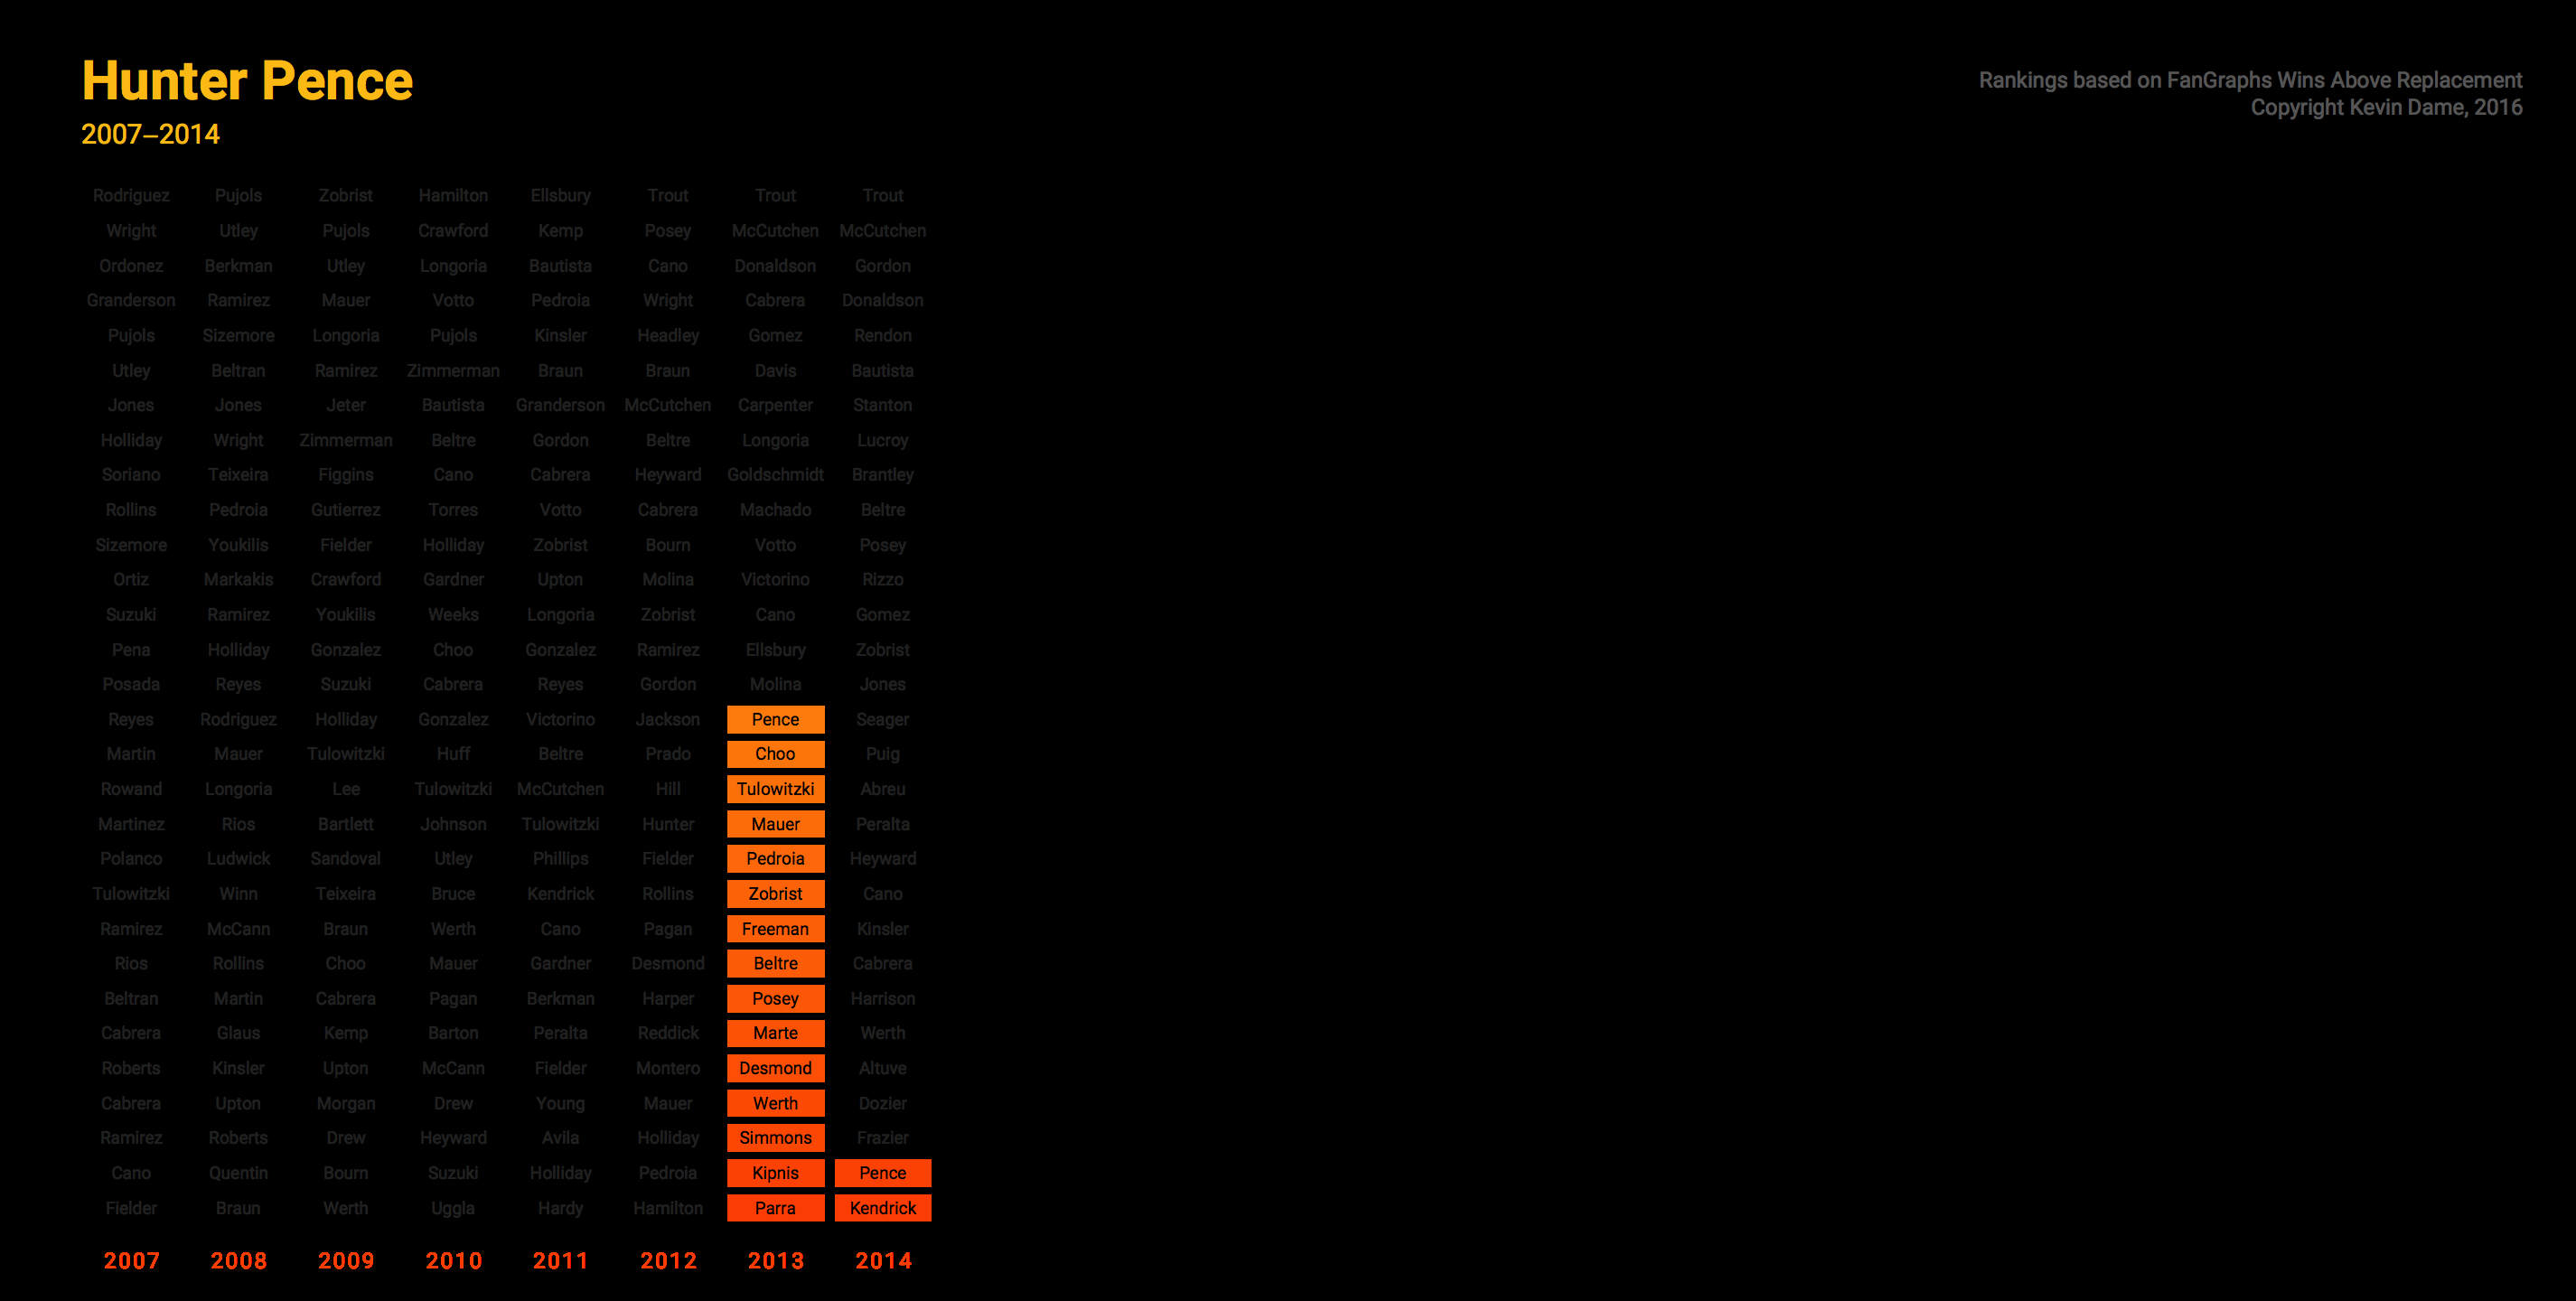 Hunter Pence
2007–2014
Rankings based on FanGraphs Wins Above Replacement
Copyright Kevin Dame, 2016
Rodriguez Pujols Zobrist Hamilton Ellsbury Trout Trout Trout
Wright Utley Pujols Crawford Kemp Posey McCutchen McCutchen
Ordonez Berkman Utley Longoria Bautista Cano Donaldson Gordon
Granderson Ramirez Mauer Votto Pedroia Wright Cabrera Donaldson
Pujols Sizemore Longoria Pujols Kinsler Headley Gomez Rendon
Utley Beltran Ramirez Zimmerman Braun Braun Davis Bautista
Jones Jones Jeter Bautista Granderson McCutchen Carpenter Stanton
Holliday Wright Zimmerman Beltre Gordon Beltre Longoria Lucroy
Soriano Teixeira Figgins Cano Cabrera Heyward Goldschmidt Brantley
Rollins Pedroia Gutierrez Torres Votto Cabrera Machado Beltre
Sizemore Youkilis Fielder Holliday Zobrist Bourn Votto Posey
Ortiz Markakis Crawford Gardner Upton Molina Victorino Rizzo
Suzuki Ramirez Youkilis Weeks Longoria Zobrist Cano Gomez
Pena Holliday Gonzalez Choo Gonzalez Ramirez Ellsbury Zobrist
Posada Reyes Suzuki Cabrera Reyes Gordon Molina Jones
Reyes Rodriguez Holliday Gonzalez Victorino Jackson Pence Seager
Martin Mauer Tulowitzki Huff Beltre Prado Choo Puig
Rowand Longoria Lee Tulowitzki McCutchen Hill Tulowitzki Abreu
Martinez Rios Bartlett Johnson Tulowitzki Hunter Mauer Peralta
Polanco Ludwick Sandoval Utley Phillips Fielder Pedroia Heyward
Tulowitzki Winn Teixeira Bruce Kendrick Rollins Zobrist Cano
Ramirez McCann Braun Werth Cano Pagan Freeman Kinsler
Rios Rollins Choo Mauer Gardner Desmond Beltre Cabrera
Beltran Martin Cabrera Pagan Berkman Harper Posey Harrison
Cabrera Glaus Kemp Barton Peralta Reddick Marte Werth
Roberts Kinsler Upton McCann Fielder Montero Desmond Altuve
Cabrera Upton Morgan Drew Young Mauer Werth Dozier
Ramirez Roberts Drew Heyward Avila Holliday Simmons Frazier
Cano Quentin Bourn Suzuki Holliday Pedroia Kipnis Pence
Fielder Braun Werth Uggla Hardy Hamilton Parra Kendrick
2007 2008 2009 2010 2011 2012 2013 2014